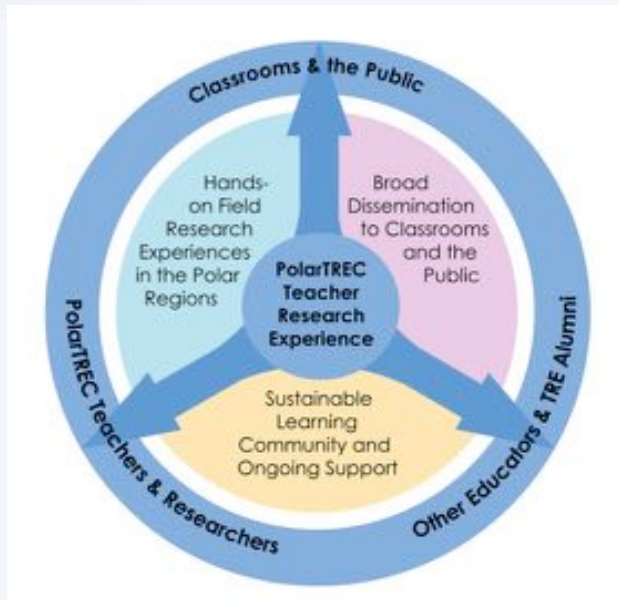 Classrooms & the Public
Hands-
on Field
Research
Experiences
in the Polar
Regions
Broad
Dissemination
to Classrooms
and the
Public
PolarTREC
Teacher
Research
Experience
Sustainable
Learning
Community and
Ongoing Support
PolarTREC Teachers & Researchers
Other Educators & TRE Alumni